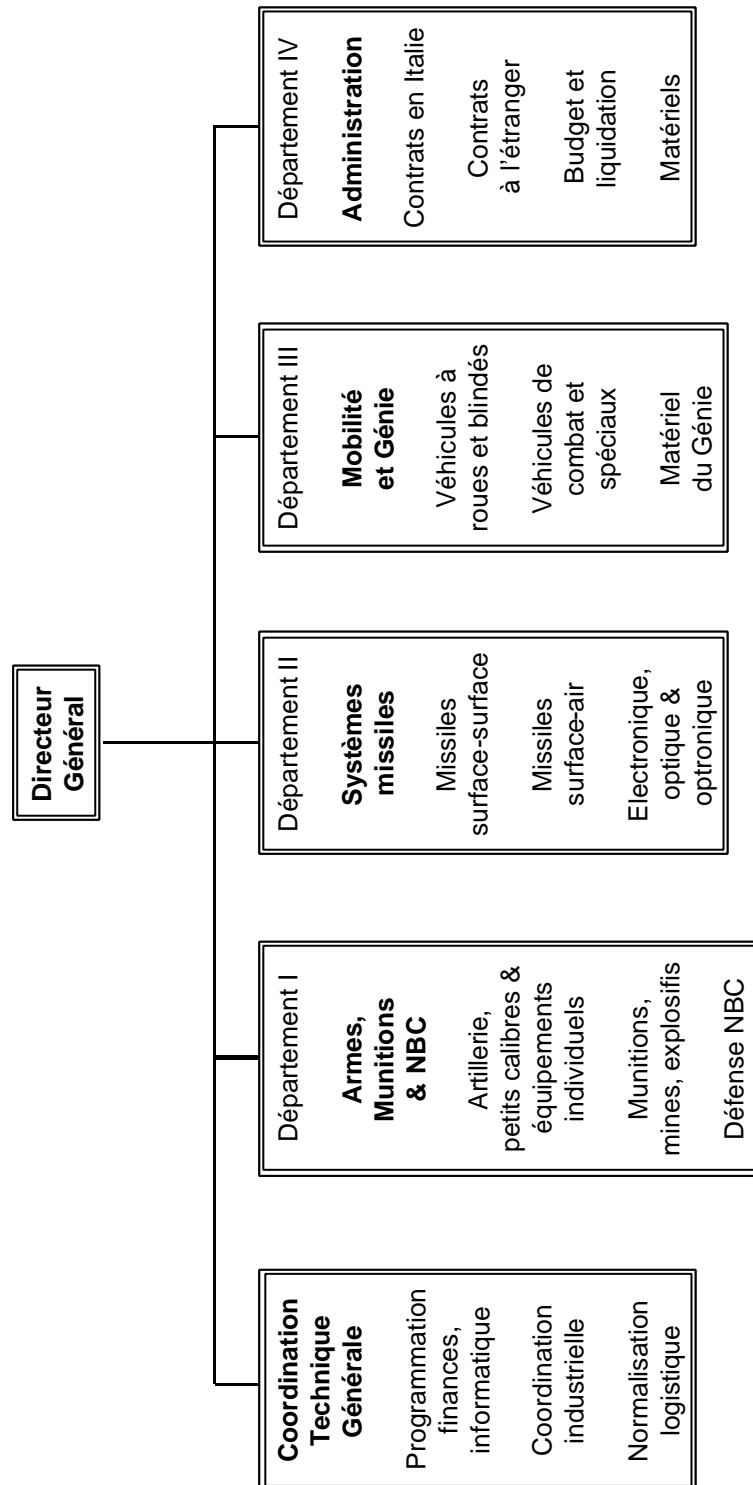 Directeur
Général
Coordination
Technique
Générale
Programmation
finances,
informatique
Coordination
industrielle
Normalisation
logistique
Département I
Armes,
Munitions
& NBC
Artillerie,
petits calibres &
équipements
individuels
Munitions,
mines, explosifis
Défense NBC
Département II
Systèmes
missiles
Missiles
surface-surface
Missiles
surface-air
Electronique,
optique &
optronique
Département III
Mobilité
et Génie
Véhicules à
roues et blindés
Véhicules de
combat et
spéciaux
Matériel
du Génie
Département IV
Administration
Contrats en Italie
Contrats
à l'étranger
Budget et
liquidation
Matériels